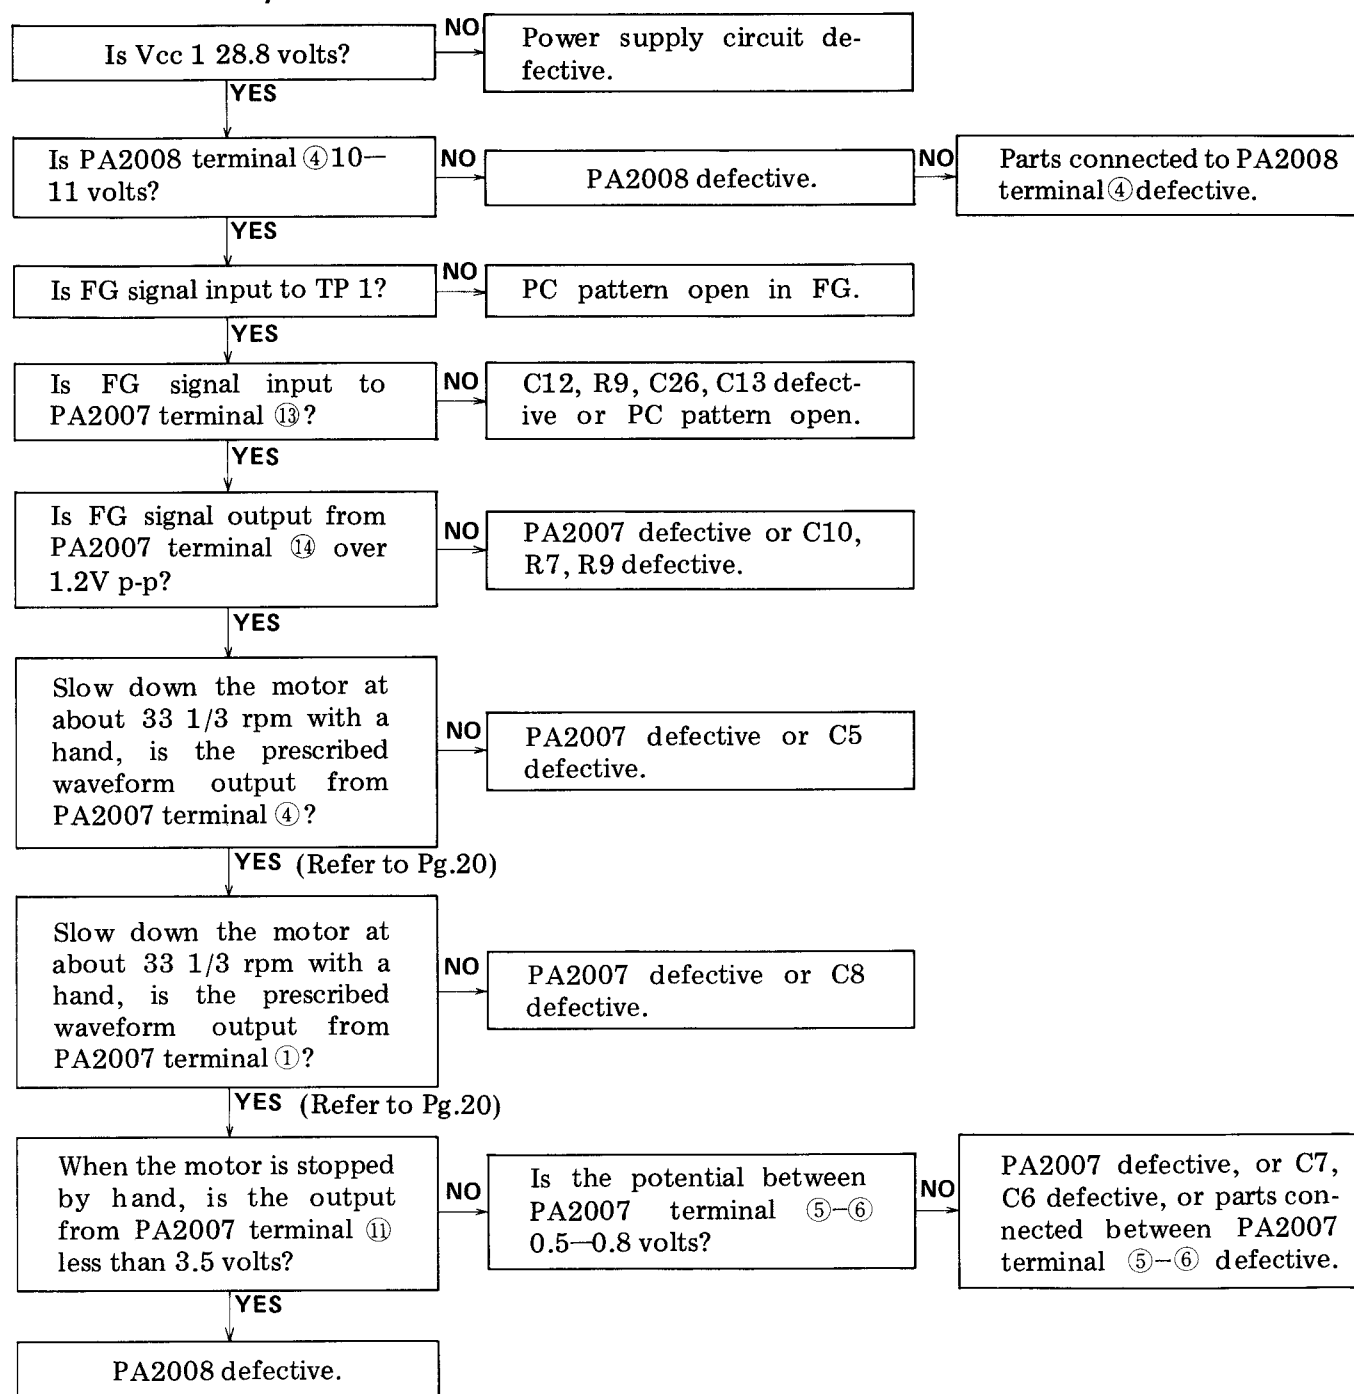 Is Vcc 1 28.8 volts?
NO
Power supply circuit de-
fective.
YES
Is PA2008 terminal ④ 10—
11 volts?
NO
PA2008 defective.
NO
Parts connected to PA2008
terminal ④ defective.
YES
Is FG signal input to TP 1?
NO
PC pattern open in FG.
YES
Is FG signal input to
PA2007 terminal ⑬?
NO
C12, R9, C26, C13 defect-
ive or PC pattern open.
YES
Is FG signal output from
PA2007 terminal ⑭ over
1.2V p-p?
NO
PA2007 defective or C10,
R7, R9 defective.
YES
Slow down the motor at
about 33 1/3 rpm with a
hand, is the prescribed
waveform output from
PA2007 terminal ④?
NO
PA2007 defective or C5
defective.
YES (Refer to Pg.20)
Slow down the motor at
about 33 1/3 rpm with a
hand, is the prescribed
waveform output from
PA2007 terminal ①?
NO
PA2007 defective or C8
defective.
YES (Refer to Pg.20)
When the motor is stopped
by hand, is the output
from PA2007 terminal ⑪
less than 3.5 volts?
NO
Is the potential between
PA2007 terminal ⑤—⑥
0.5—0.8 volts?
NO
PA2007 defective, or C7,
C6 defective, or parts con-
nected between PA2007
terminal ⑤—⑥ defective.
YES
PA2008 defective.